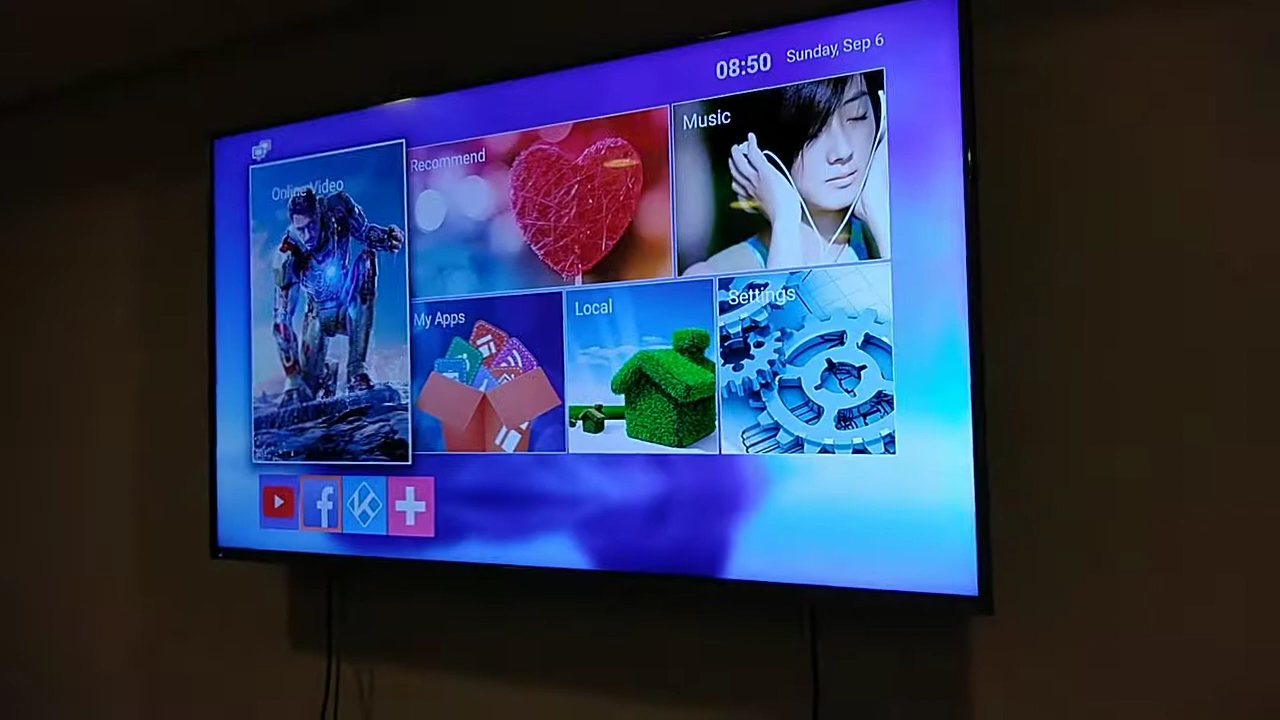 08:50 Sunday, Sep 6
Online Video
Recommend
Music
My Apps
Local
Settings